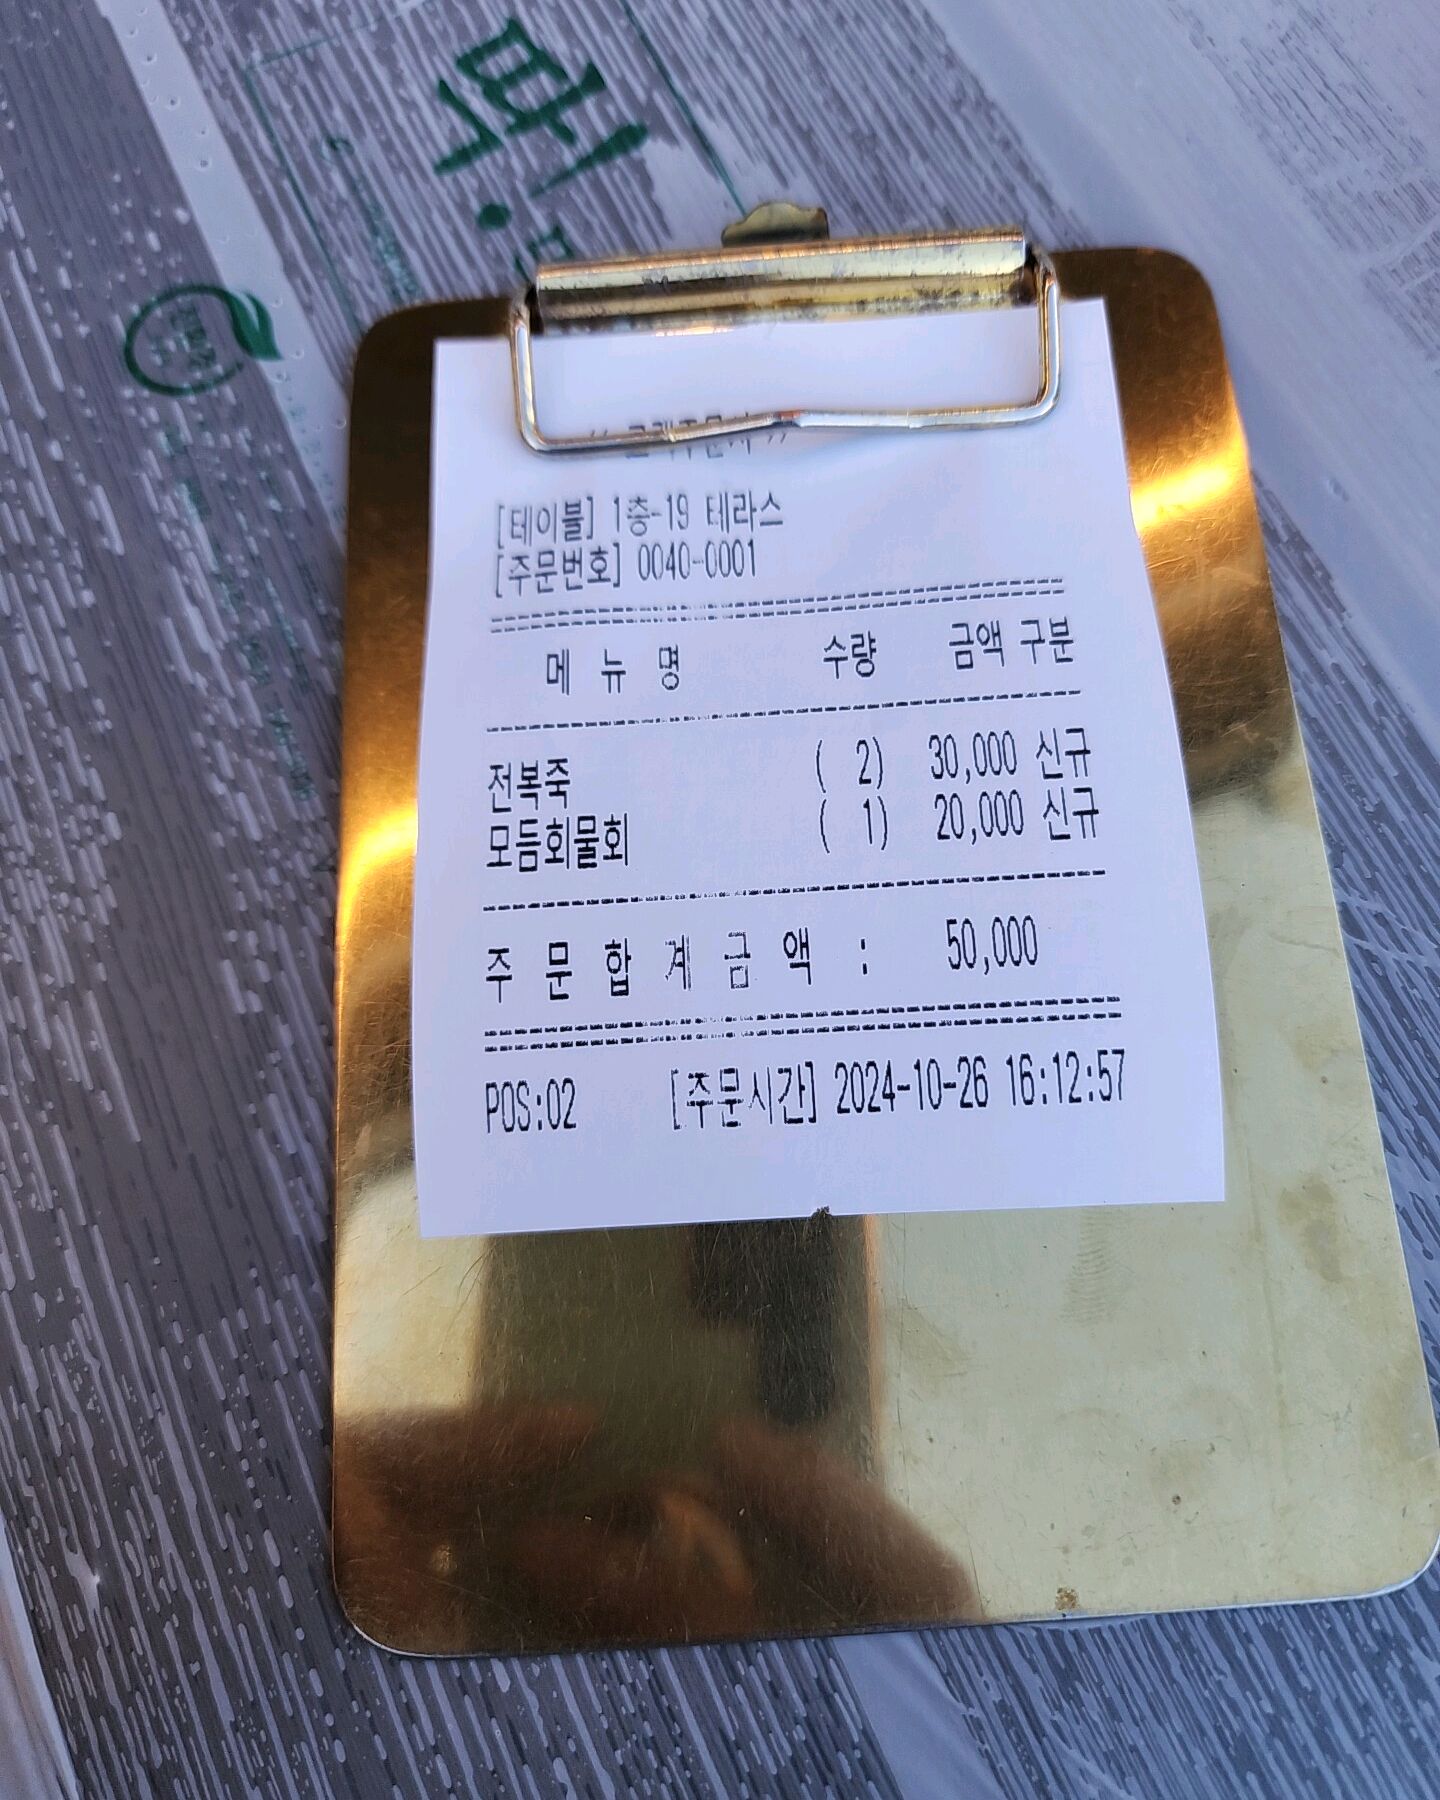 [테이블] 1층-19 테라스
[주문번호] 0040-0001
메 뉴 명 수량 금액 구분
전복죽 ( 2) 30,000 신규
모듬회물회 ( 1) 20,000 신규
주 문 합 계 금 액 : 50,000
POS:02 [주문시간] 2024-10-26 16:12:57